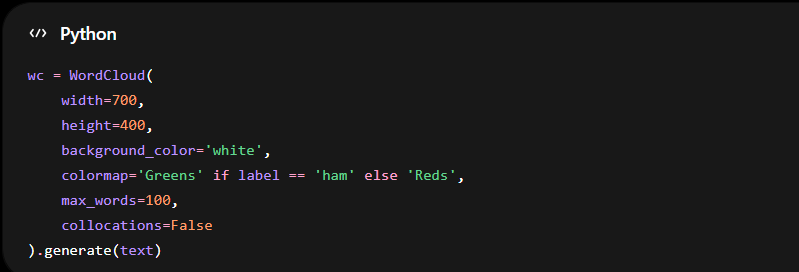 </> Python
wc = WordCloud(
    width=700,
    height=400,
    background_color='white',
    colormap='Greens' if label == 'ham' else 'Reds',
    max_words=100,
    collocations=False
).generate(text)